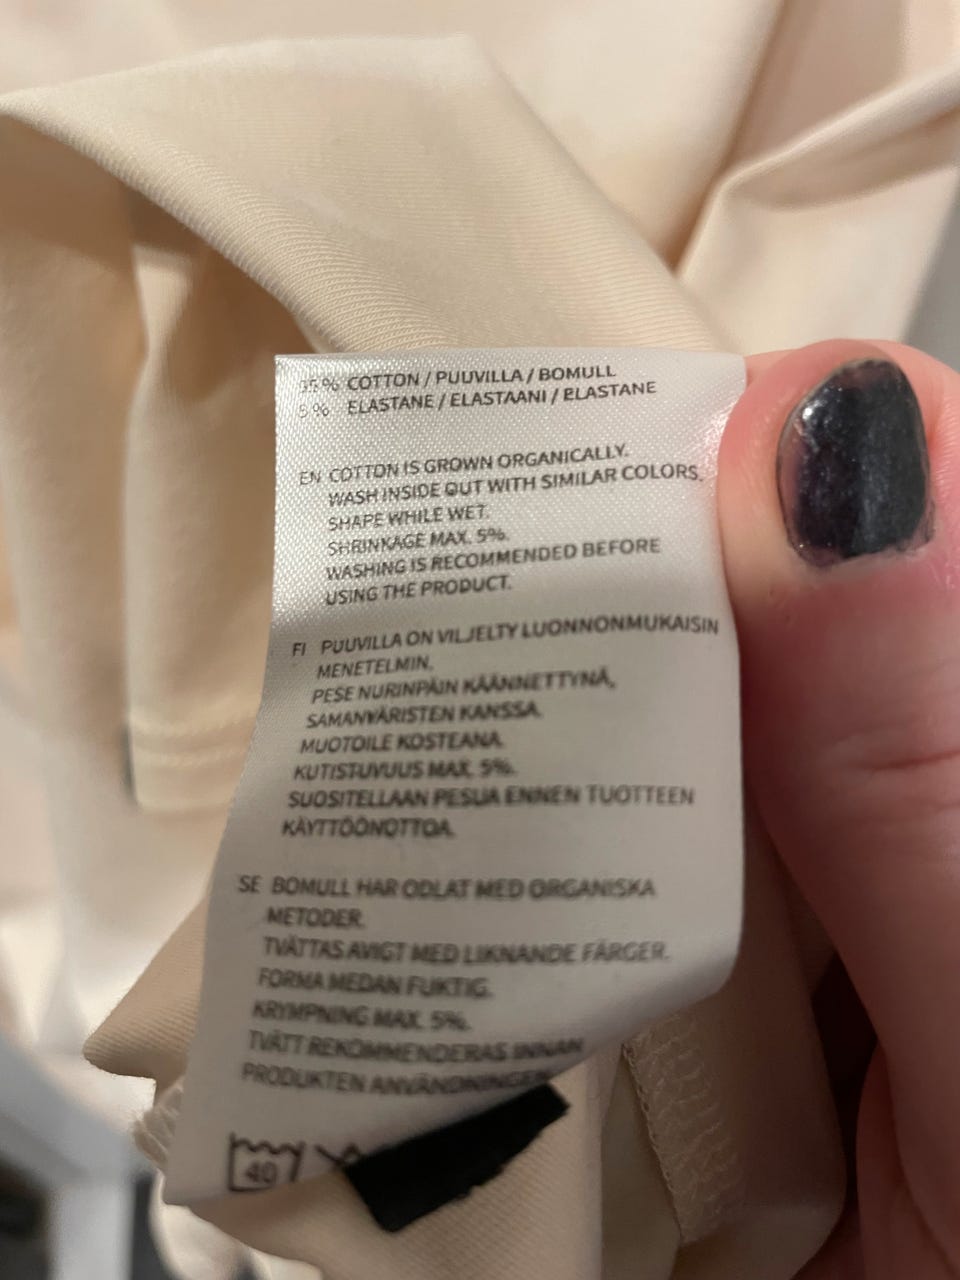 5% COTTON / PUUVILLA / BOMULL
5% ELASTANE / ELASTAANI / ELASTANE
EN COTTON IS GROWN ORGANICALLY.
WASH INSIDE OUT WITH SIMILAR COLORS.
SHAPE WHILE WET.
SHRINKAGE MAX. 5%.
WASHING IS RECOMMENDED BEFORE
USING THE PRODUCT.
FI PUUVILLA ON VILJELTY LUONNONMUKAISIN
MENETELMIN.
PESE NURINPÄIN KÄÄNNETTYNÄ,
SAMANVÄRISTEN KANSSA.
MUOTOILE KOSTEANA.
KUTISTUVUUS MAX. 5%.
SUOSITELLAAN PESUA ENNEN TUOTTEEN
KÄYTTÖÖNOTTOA.
SE BOMULL HAR ODLAT MED ORGANISKA
METODER.
TVÄTTAS AVIGT MED LIKNANDE FÄRGER.
FORMA MEDAN FUKTIG.
KRYMPNING MAX. 5%.
TVÄTT REKOMMENDERAS INNAN
PRODUKTEN ANVÄNDNINGEN
40